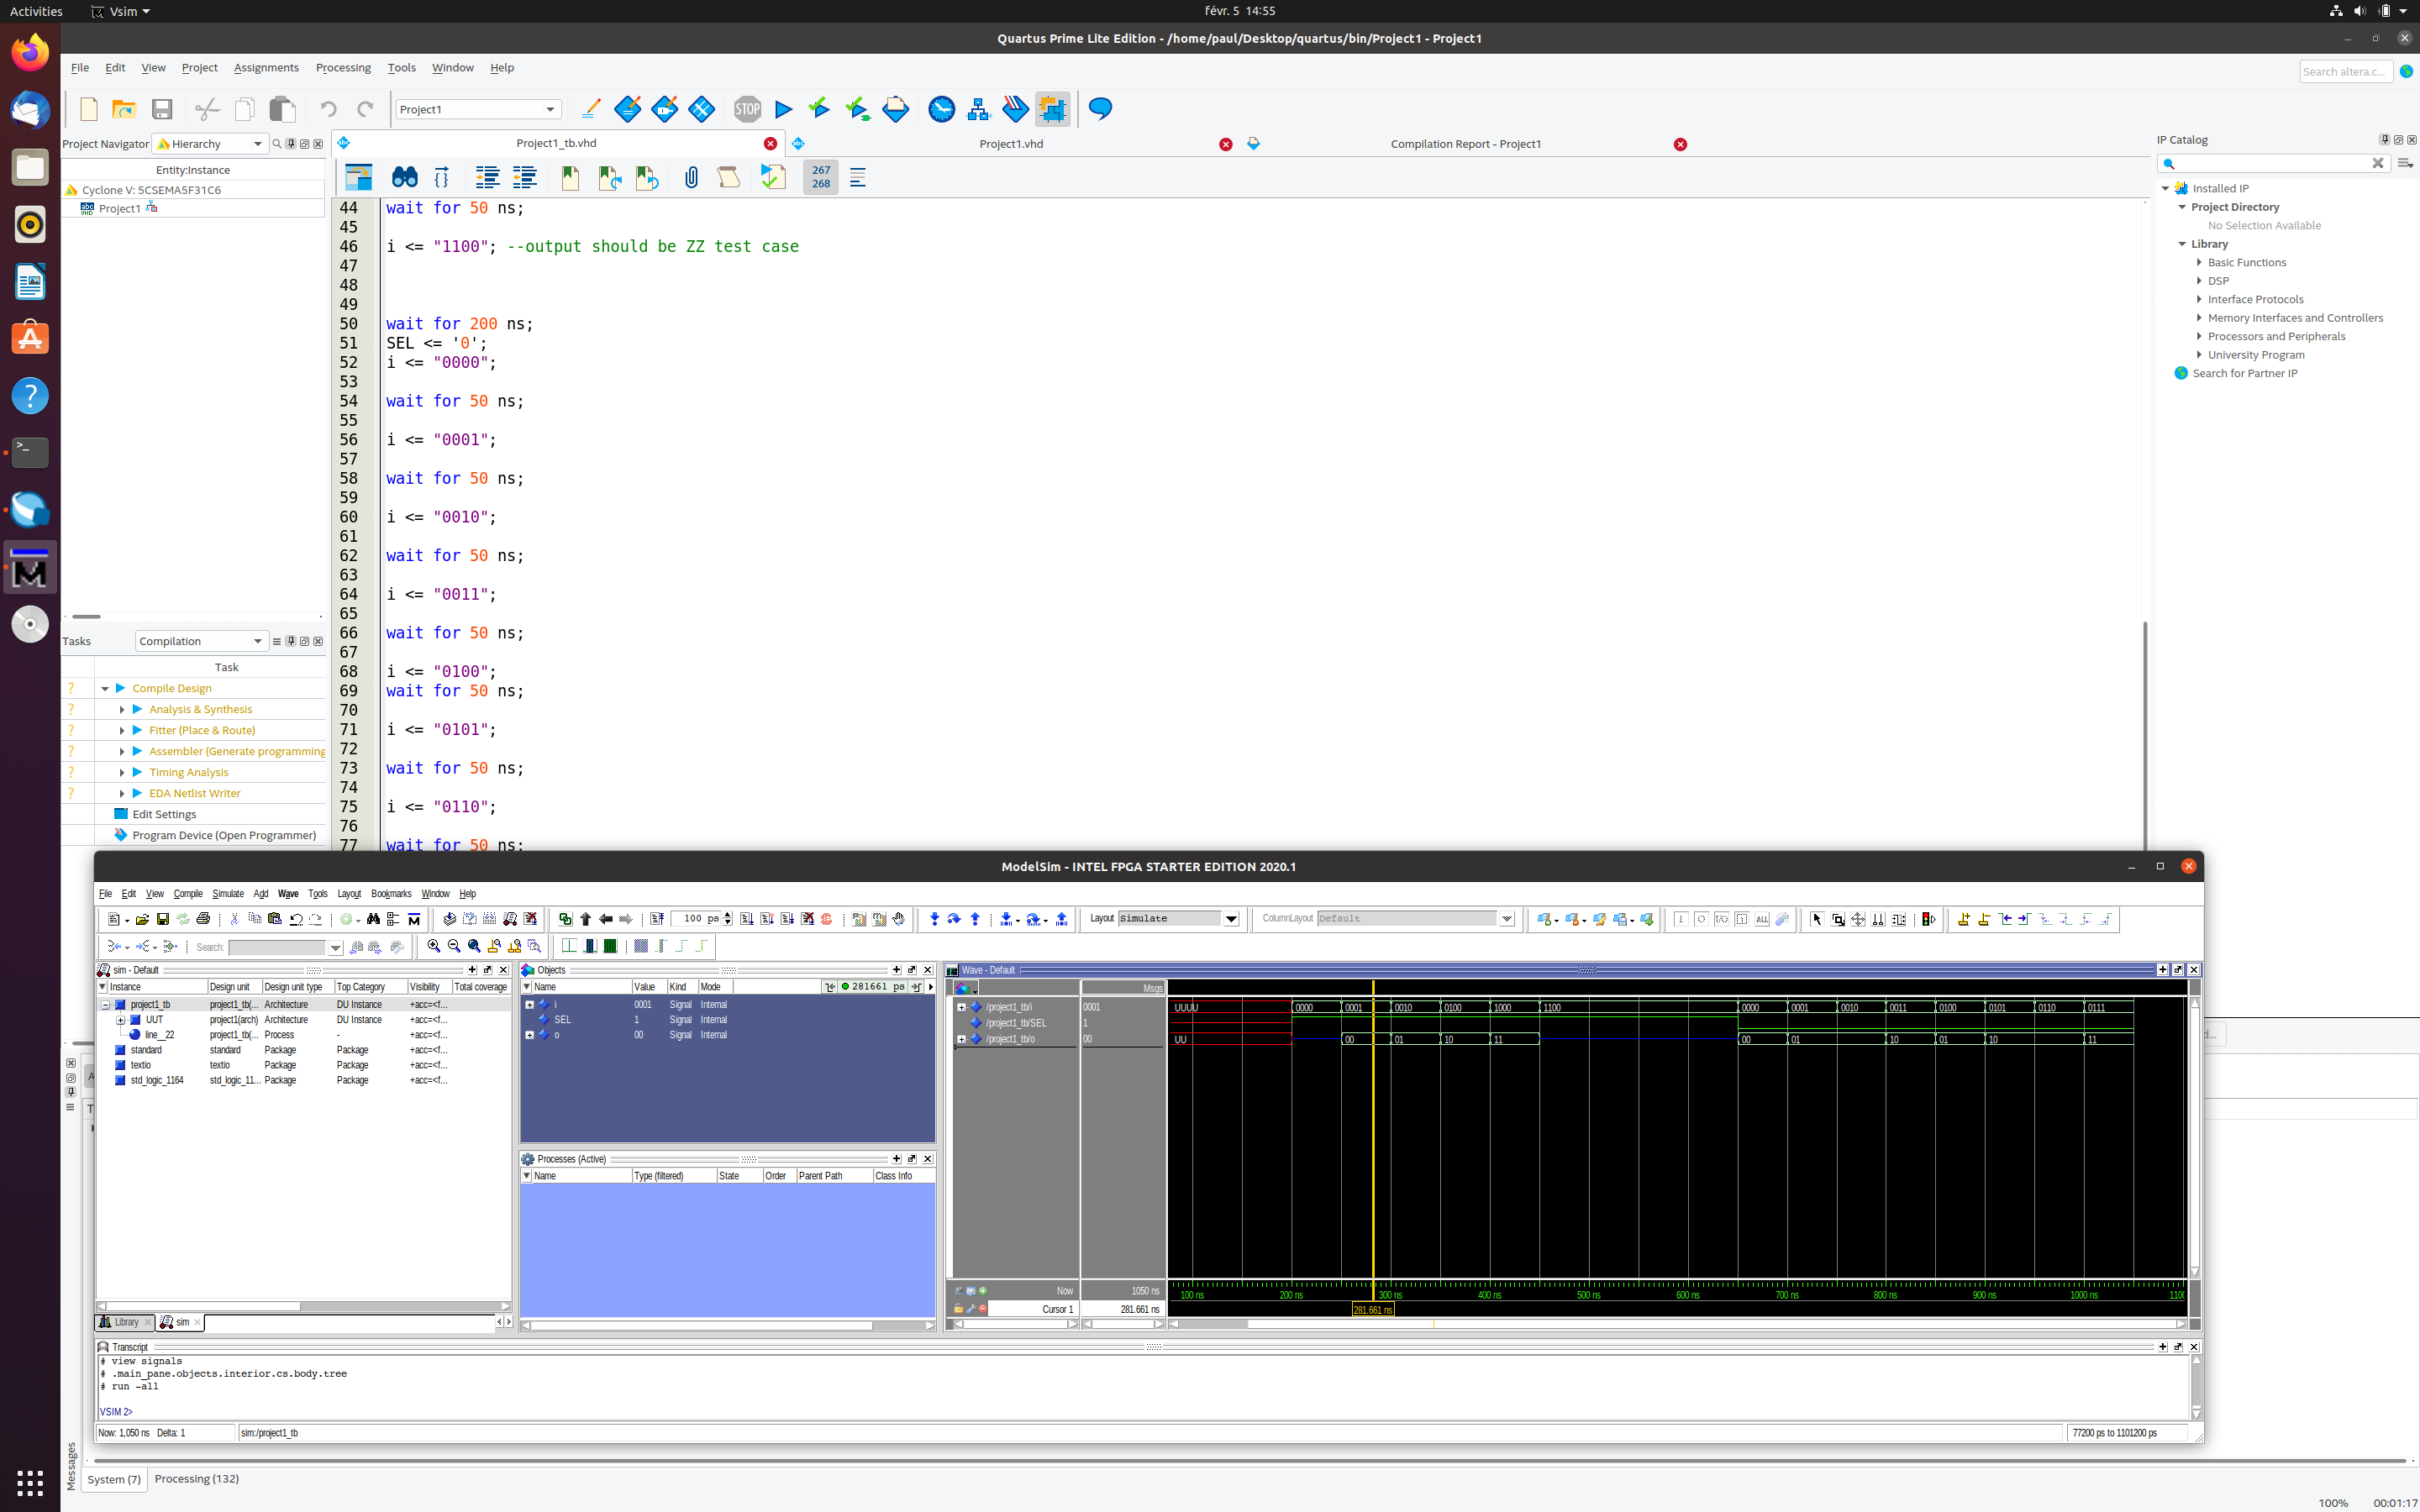 Activities
Vsim
févr. 5 14:55
Quartus Prime Lite Edition - /home/paul/Desktop/quartus/bin/Project1 - Project1
File Edit View Project Assignments Processing Tools Window Help
Search altera.c...
Project1
STOP
Project Navigator
Hierarchy
Project1_tb.vhd
Project1.vhd
Compilation Report - Project1
IP Catalog
Entity:Instance
Cyclone V: 5CSEMA5F31C6
Project1
267
268
Installed IP
Project Directory
No Selection Available
Library
Basic Functions
DSP
Interface Protocols
Memory Interfaces and Controllers
Processors and Peripherals
University Program
Search for Partner IP
44 wait for 50 ns;
45
46 i <= "1100"; --output should be ZZ test case
47
48
49
50 wait for 200 ns;
51 SEL <= '0';
52 i <= "0000";
53
54 wait for 50 ns;
55
56 i <= "0001";
57
58 wait for 50 ns;
59
60 i <= "0010";
61
62 wait for 50 ns;
63
64 i <= "0011";
65
66 wait for 50 ns;
67
68 i <= "0100";
69 wait for 50 ns;
70
71 i <= "0101";
72
73 wait for 50 ns;
74
75 i <= "0110";
76
77 wait for 50 ns;
Tasks
Compilation
Task
? Compile Design
? Analysis & Synthesis
? Fitter (Place & Route)
? Assembler (Generate programming
? Timing Analysis
? EDA Netlist Writer
Edit Settings
Program Device (Open Programmer)
ModelSim - INTEL FPGA STARTER EDITION 2020.1
File Edit View Compile Simulate Add Wave Tools Layout Bookmarks Window Help
100 ps
Layout Simulate
ColumnLayout Default
Search:
sim - Default
Instance Design unit Design unit type Top Category Visibility Total coverage
project1_tb project1_tb(... Architecture DU Instance +acc=<f...
UUT project1(arch) Architecture DU Instance +acc=<f...
line__22 project1_tb(... Process - +acc=<f...
standard standard Package Package +acc=<f...
textio textio Package Package +acc=<f...
std_logic_1164 std_logic_11... Package Package +acc=<f...
Library
sim
Objects
Name Value Kind Mode
281661 ps
i 0001 Signal Internal
SEL 1 Signal Internal
o 00 Signal Internal
Processes (Active)
Name Type (filtered) State Order Parent Path Class Info
Wave - Default
Msgs
/project1_tb/i 0001 UUUU 0000 0001 0010 0100 1000 1100 0000 0001 0010 0011 0100 0101 0110 0111
/project1_tb/SEL 1
/project1_tb/o 00 UU 00 01 10 11 00 01 10 01 10 11
Now 1050 ns
100 ns 200 ns 300 ns 400 ns 500 ns 600 ns 700 ns 800 ns 900 ns 1000 ns 1100
Cursor 1 281.661 ns
281.661 ns
Transcript
# view signals
# .main_pane.objects.interior.cs.body.tree
# run -all
VSIM 2>
Now: 1,050 ns Delta: 1
sim:/project1_tb
77200 ps to 1101200 ps
Messages
System (7)
Processing (132)
100%
00:01:17